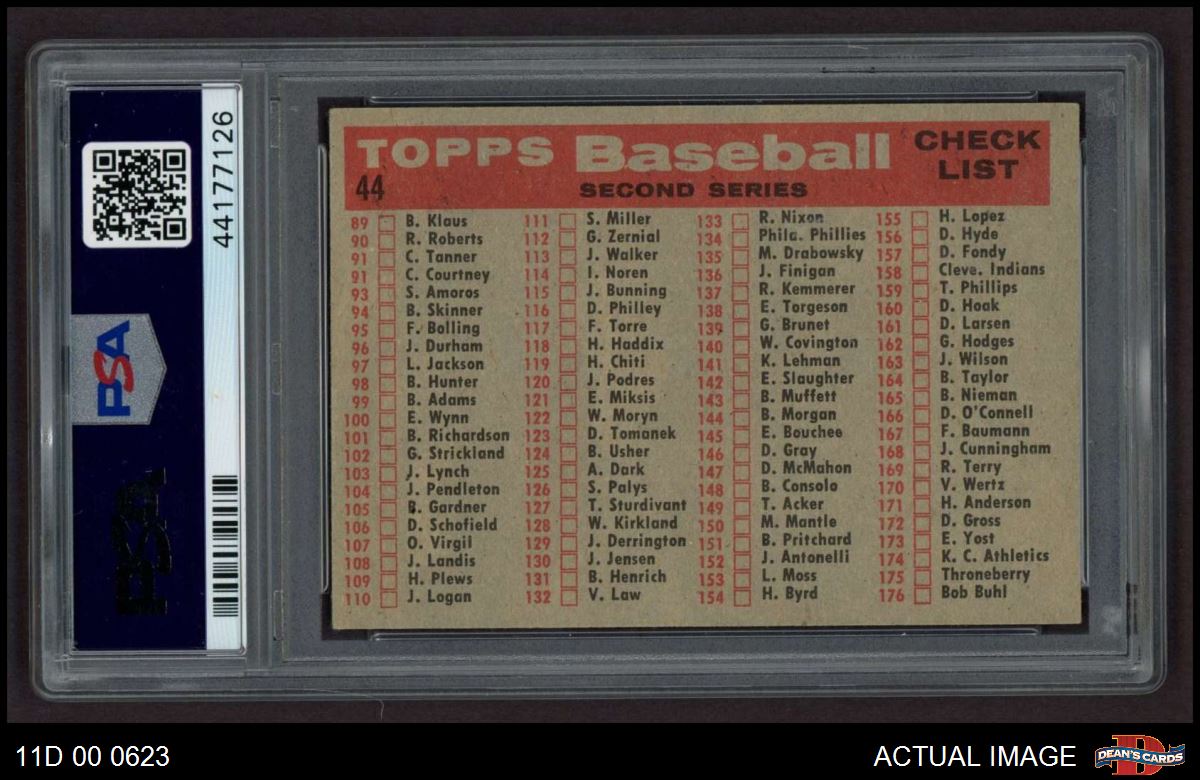 44177126
PSA
PSA
TOPPS Baseball CHECK LIST
44 SECOND SERIES
89 B. Klaus 111 S. Miller 133 R. Nixon 155 H. Lopez
90 R. Roberts 112 G. Zernial 134 Phila. Phillies 156 D. Hyde
91 C. Tanner 113 J. Walker 135 M. Drabowsky 157 D. Fondy
91 C. Courtney 114 I. Noren 136 J. Finigan 158 Cleve. Indians
93 S. Amoros 115 J. Bunning 137 R. Kemmerer 159 T. Phillips
94 B. Skinner 116 D. Philley 138 E. Torgeson 160 D. Hoak
95 F. Bolling 117 F. Torre 139 G. Brunet 161 D. Larsen
96 J. Durham 118 H. Haddix 140 W. Covington 162 G. Hodges
97 L. Jackson 119 H. Chiti 141 K. Lehman 163 J. Wilson
98 B. Hunter 120 J. Podres 142 E. Slaughter 164 B. Taylor
99 B. Adams 121 E. Miksis 143 B. Muffett 165 B. Nieman
100 E. Wynn 122 W. Moryn 144 B. Morgan 166 D. O'Connell
101 B. Richardson 123 D. Tomanek 145 E. Bouchee 167 F. Baumann
102 G. Strickland 124 B. Usher 146 D. Gray 168 J. Cunningham
103 J. Lynch 125 A. Dark 147 D. McMahon 169 R. Terry
104 J. Pendleton 126 S. Palys 148 B. Consolo 170 V. Wertz
105 B. Gardner 127 T. Sturdivant 149 T. Acker 171 H. Anderson
106 D. Schofield 128 W. Kirkland 150 M. Mantle 172 D. Gross
107 O. Virgil 129 J. Derrington 151 B. Pritchard 173 E. Yost
108 J. Landis 130 J. Jensen 152 J. Antonelli 174 K. C. Athletics
109 H. Plews 131 B. Henrich 153 L. Moss 175 Throneberry
110 J. Logan 132 V. Law 154 H. Byrd 176 Bob Buhl
11D 00 0623 ACTUAL IMAGE DEAN'S CARDS